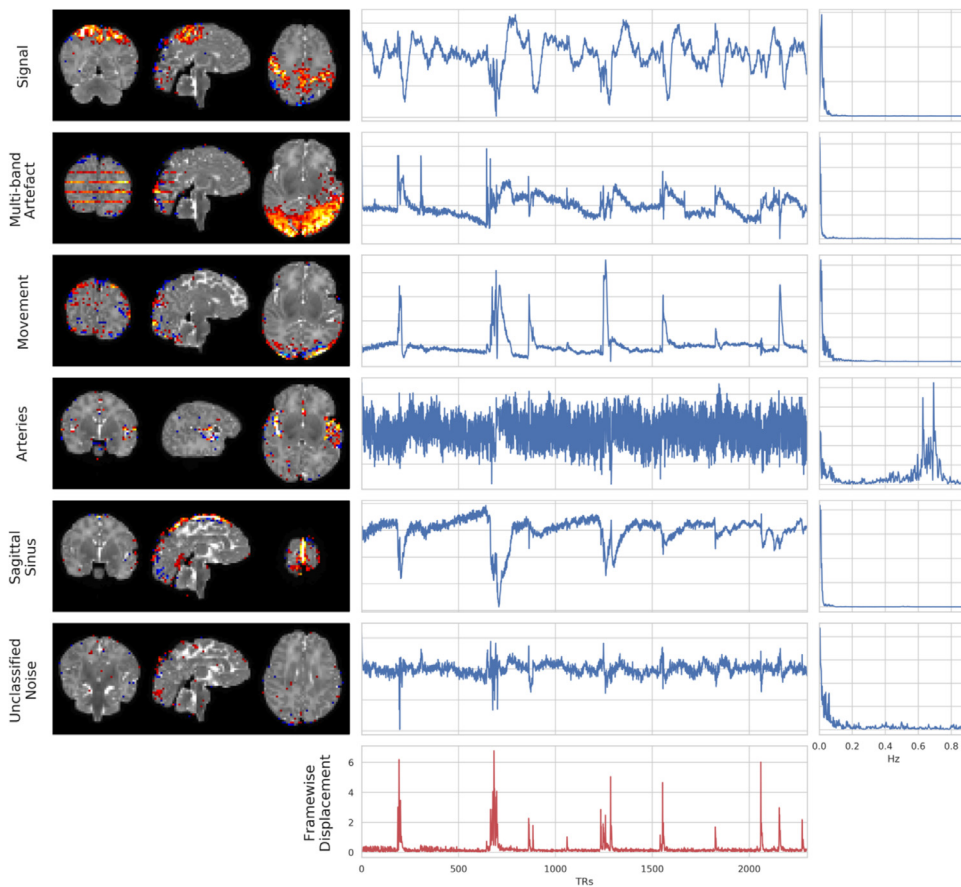 Signal
Multi-band
Artefact
Movement
Arteries
Sagittal
Sinus
Unclassified
Noise
0.0 0.2 0.4 0.6 0.8
Hz
Framewise
Displacement
6
4
2
0
0 500 1000 1500 2000
TRs